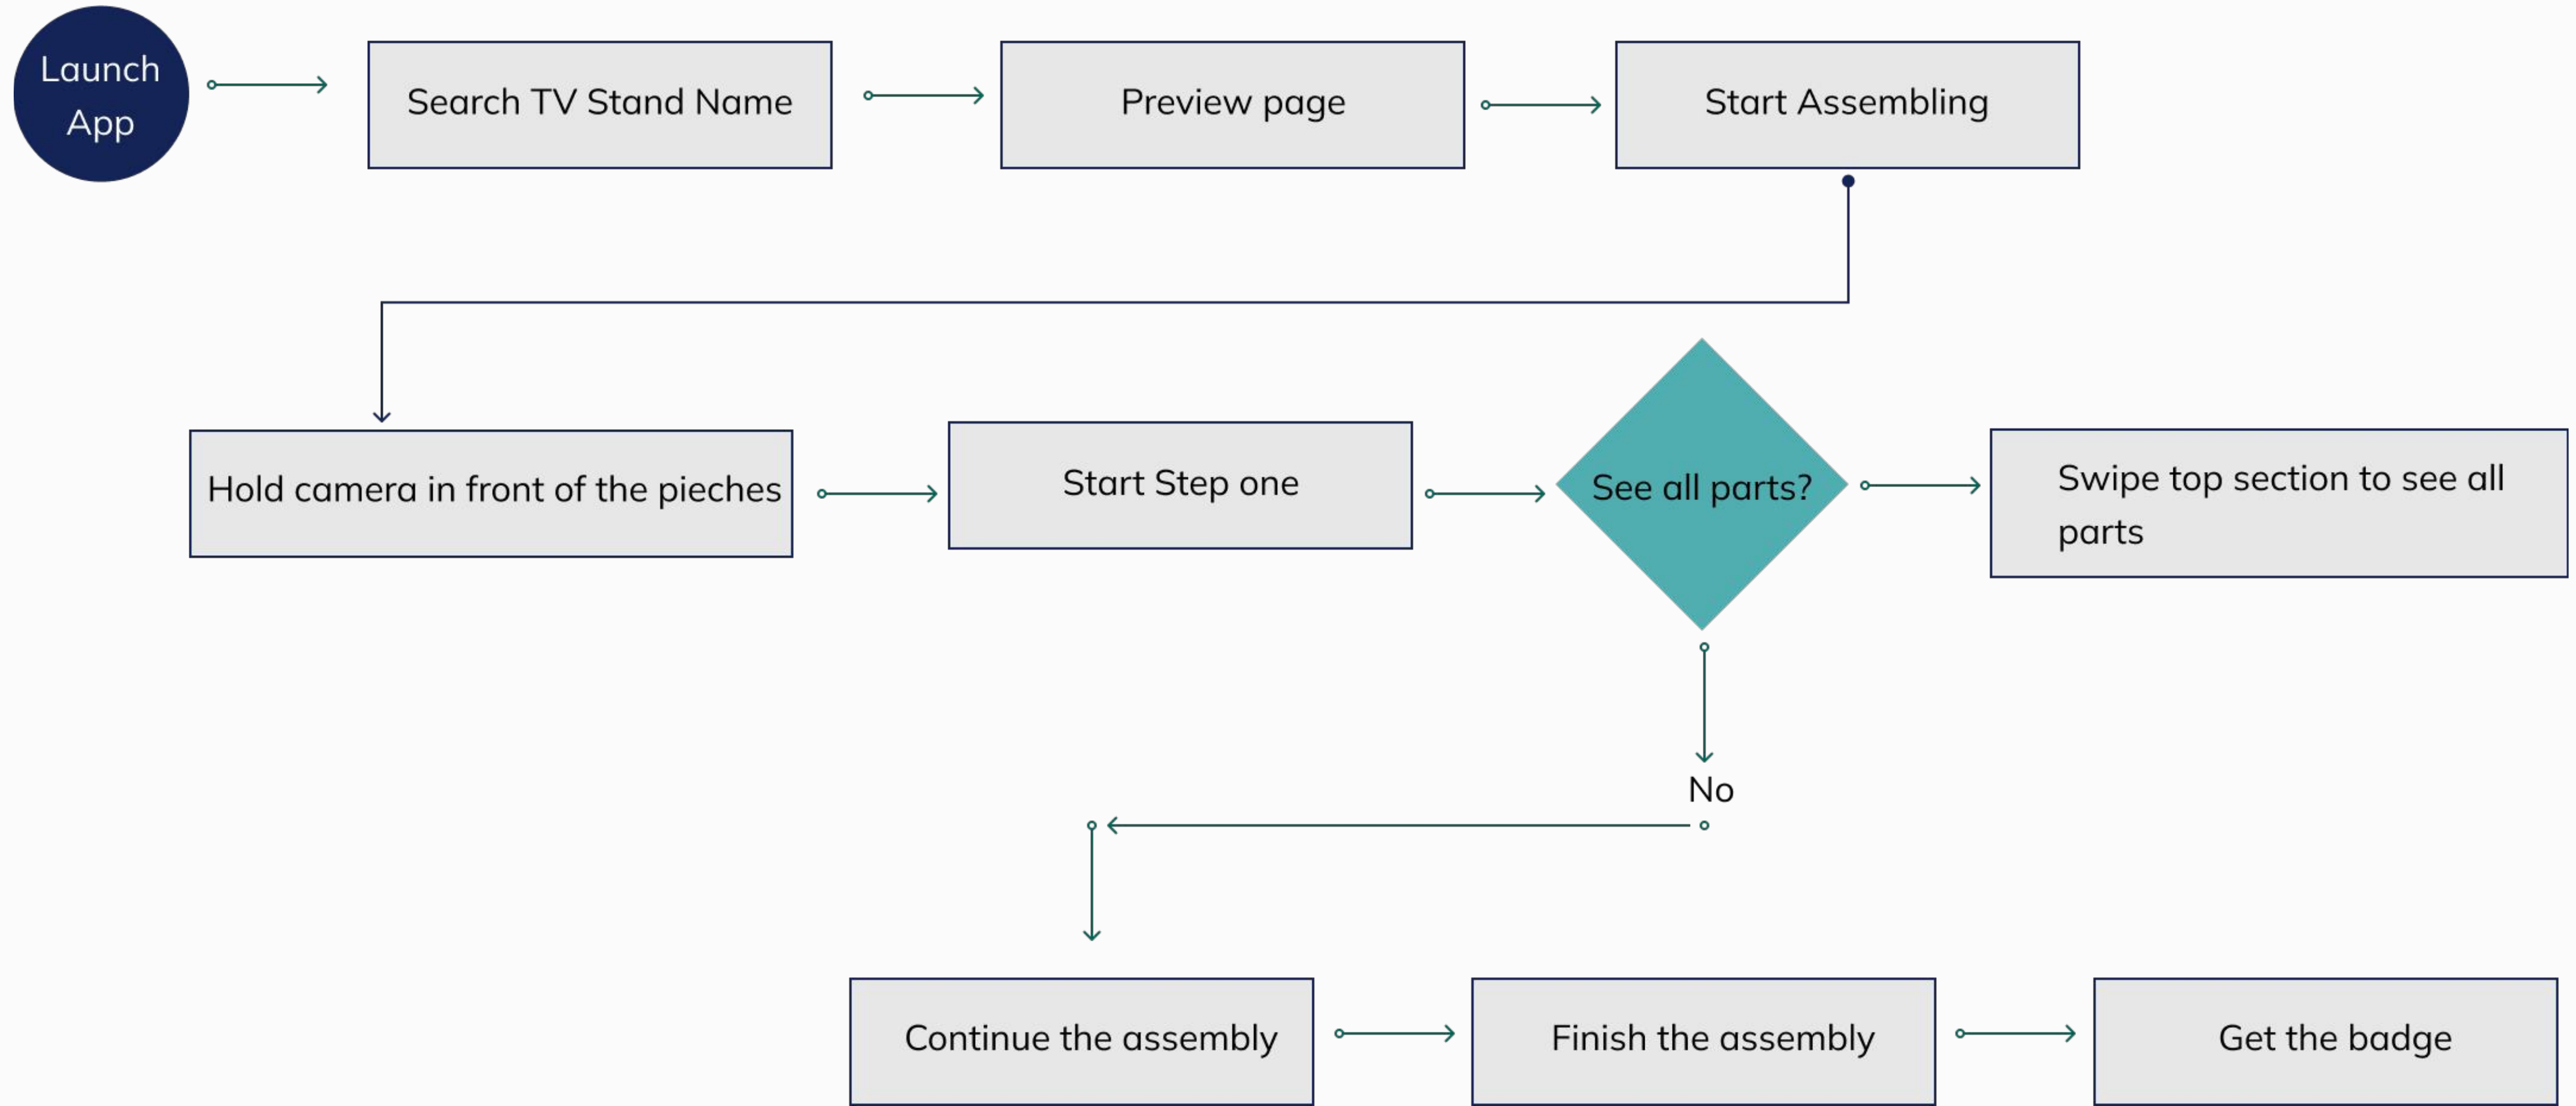 Launch
App
Search TV Stand Name
Preview page
Start Assembling
Hold camera in front of the pieches
Start Step one
See all parts?
Swipe top section to see all
parts
No
Continue the assembly
Finish the assembly
Get the badge